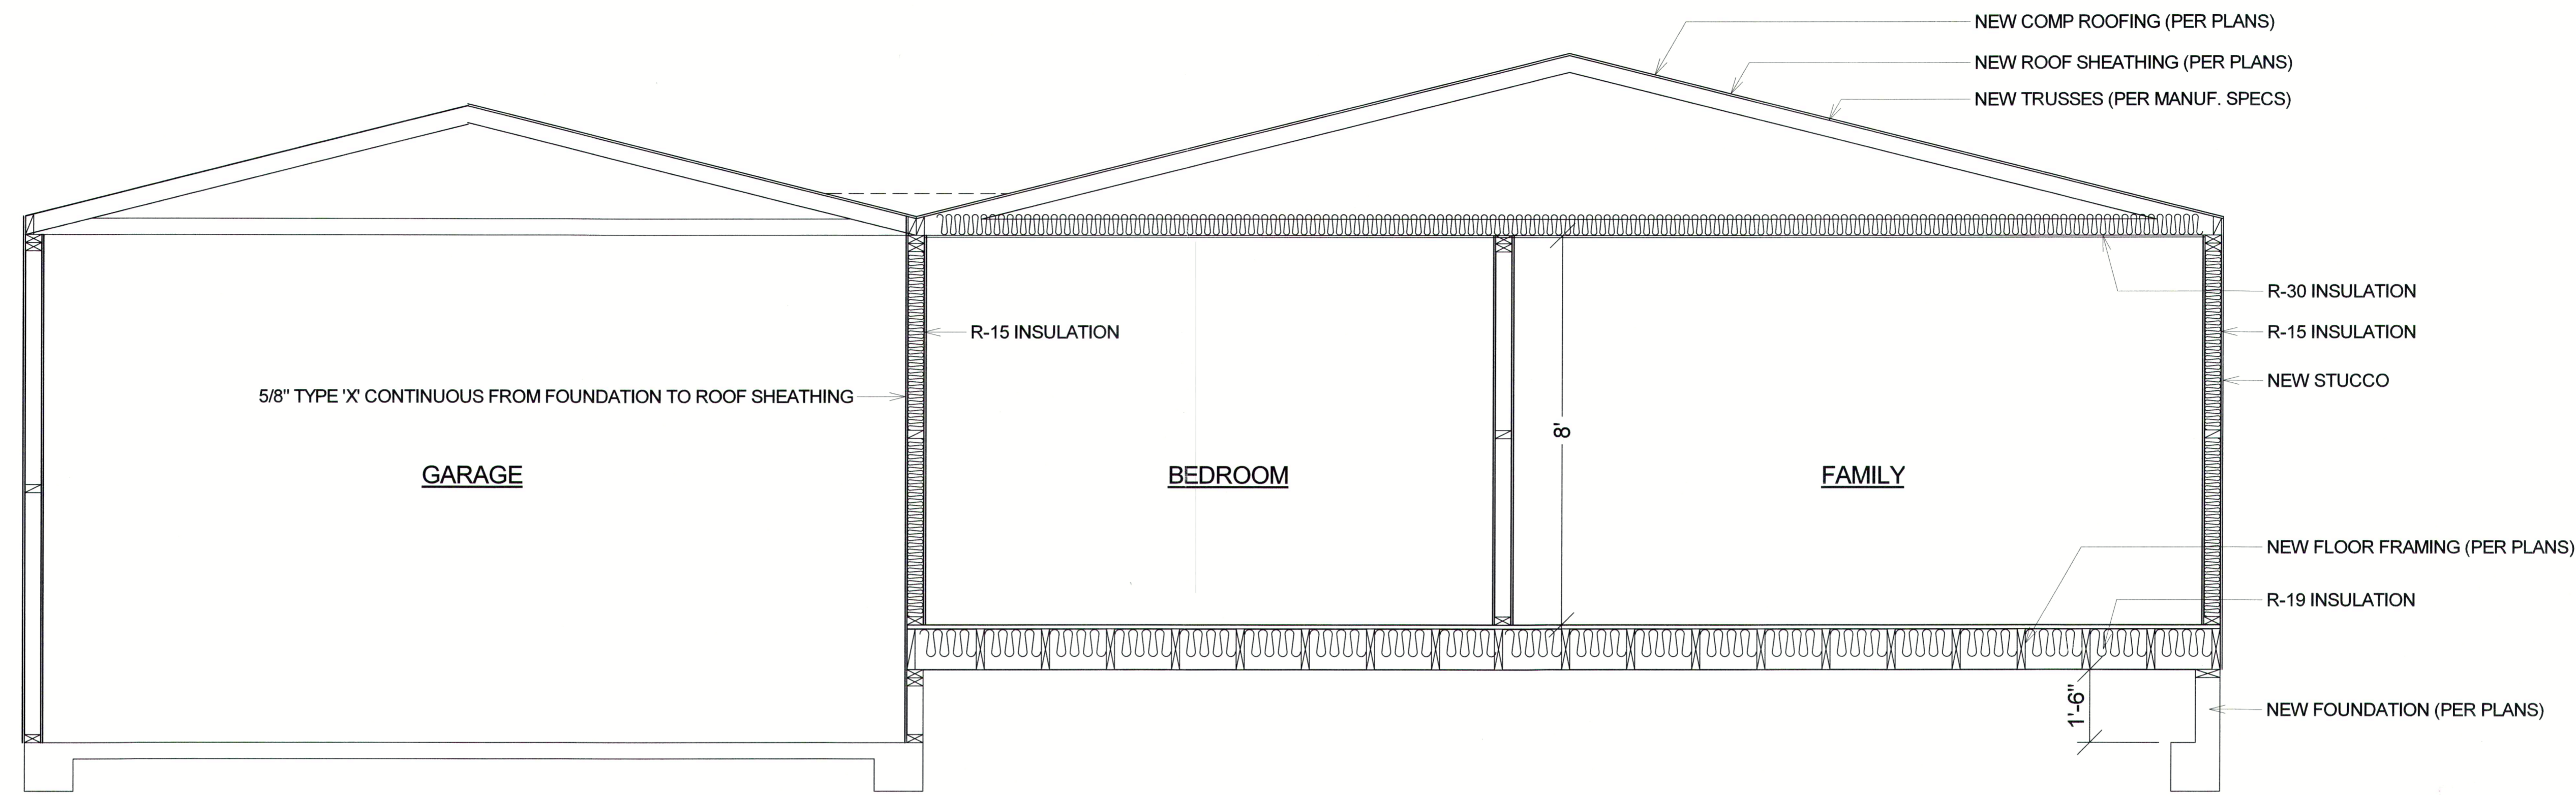 NEW COMP ROOFING (PER PLANS)
NEW ROOF SHEATHING (PER PLANS)
NEW TRUSSES (PER MANUF. SPECS)
R-30 INSULATION
R-15 INSULATION
R-15 INSULATION
NEW STUCCO
5/8" TYPE 'X' CONTINUOUS FROM FOUNDATION TO ROOF SHEATHING
8'
GARAGE
BEDROOM
FAMILY
NEW FLOOR FRAMING (PER PLANS)
R-19 INSULATION
1'-6"
NEW FOUNDATION (PER PLANS)